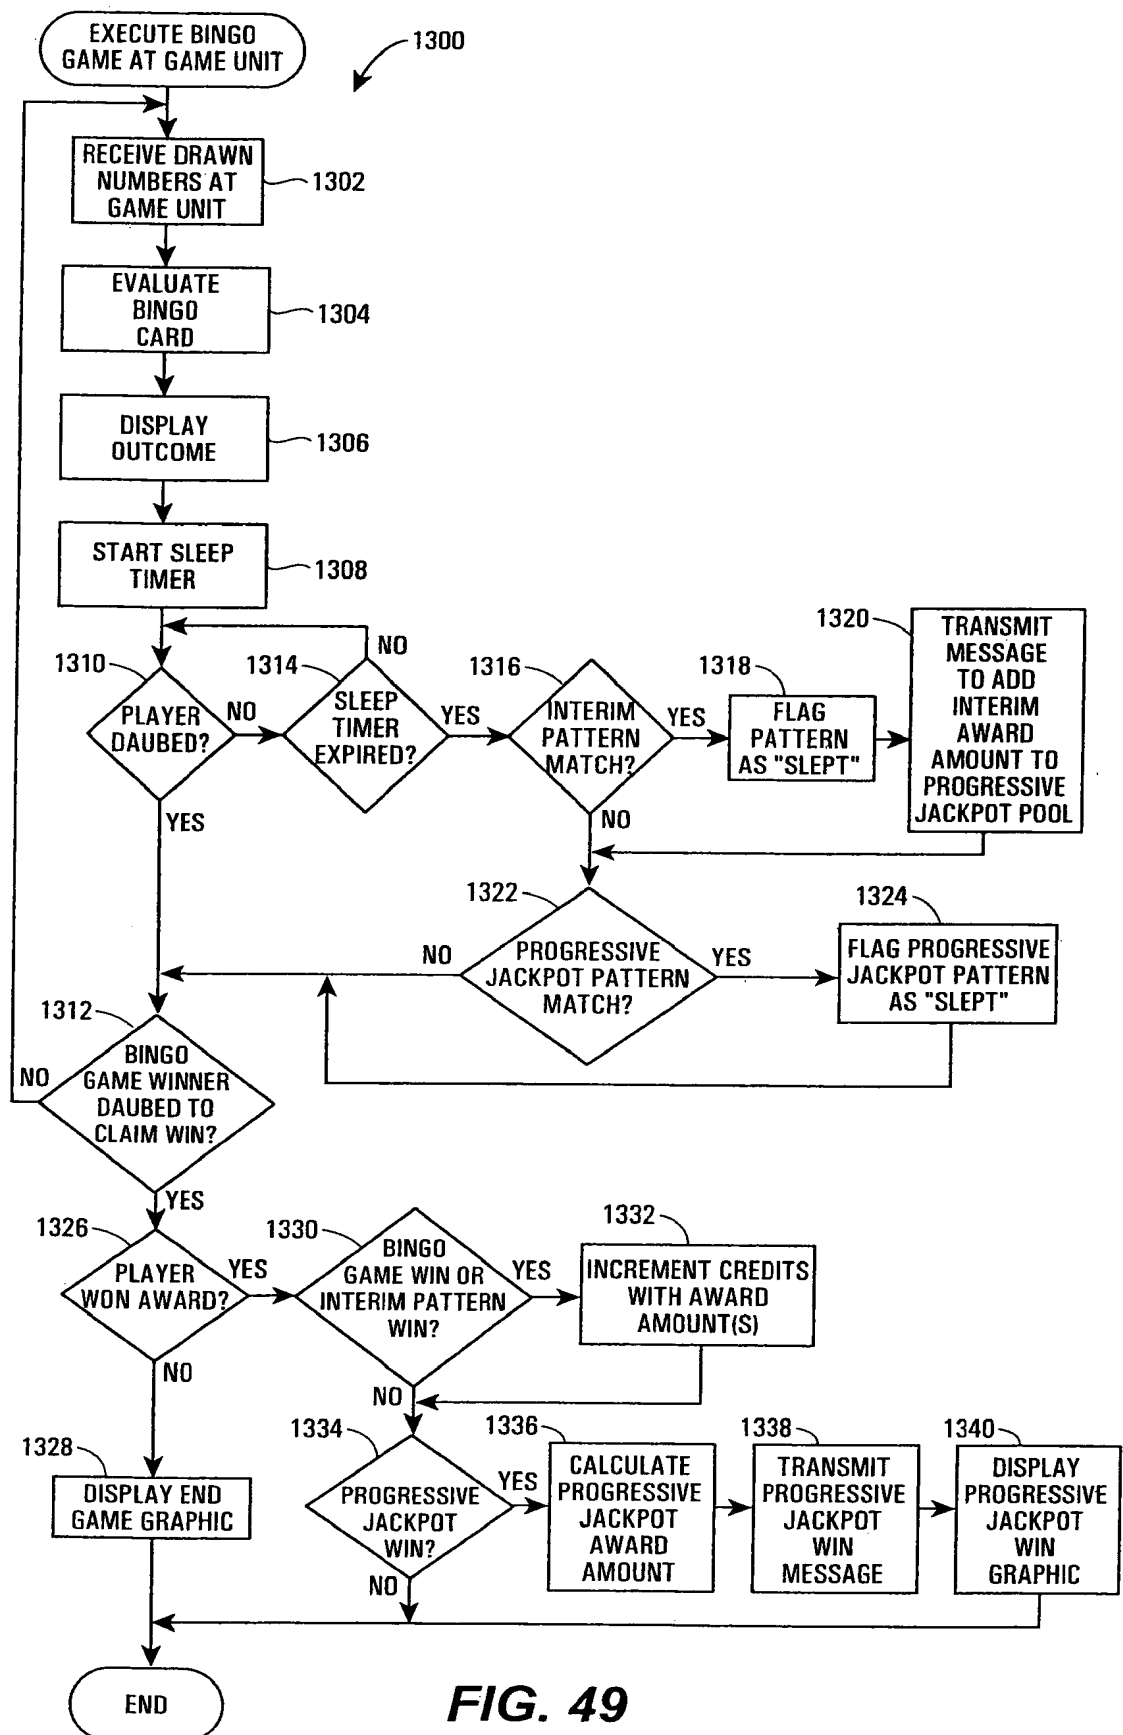 EXECUTE BINGO
GAME AT GAME UNIT
1300
RECEIVE DRAWN
NUMBERS AT
GAME UNIT
1302
EVALUATE
BINGO
CARD
1304
DISPLAY
OUTCOME
1306
START SLEEP
TIMER
1308
1310
PLAYER
DAUBED?
NO
YES
1314
SLEEP
TIMER
EXPIRED?
NO
YES
1316
INTERIM
PATTERN
MATCH?
YES
NO
1318
FLAG
PATTERN
AS "SLEPT"
1320
TRANSMIT
MESSAGE
TO ADD
INTERIM
AWARD
AMOUNT TO
PROGRESSIVE
JACKPOT POOL
1322
PROGRESSIVE
JACKPOT PATTERN
MATCH?
NO
YES
1324
FLAG PROGRESSIVE
JACKPOT PATTERN
AS "SLEPT"
1312
BINGO
GAME WINNER
DAUBED TO
CLAIM WIN?
NO
YES
1326
PLAYER
WON AWARD?
YES
NO
1330
BINGO
GAME WIN OR
INTERIM PATTERN
WIN?
YES
NO
1332
INCREMENT CREDITS
WITH AWARD
AMOUNT(S)
1328
DISPLAY END
GAME GRAPHIC
1334
PROGRESSIVE
JACKPOT
WIN?
YES
NO
1336
CALCULATE
PROGRESSIVE
JACKPOT
AWARD
AMOUNT
1338
TRANSMIT
PROGRESSIVE
JACKPOT
WIN
MESSAGE
1340
DISPLAY
PROGRESSIVE
JACKPOT
WIN
GRAPHIC
END
FIG. 49